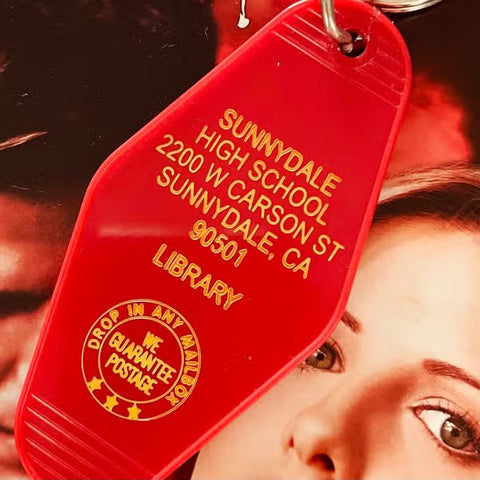 SUNNYDALE
HIGH SCHOOL
2200 W CARSON ST
SUNNYDALE, CA
90501
LIBRARY
DROP IN ANY MAILBOX
WE
GUARANTEE
POSTAGE